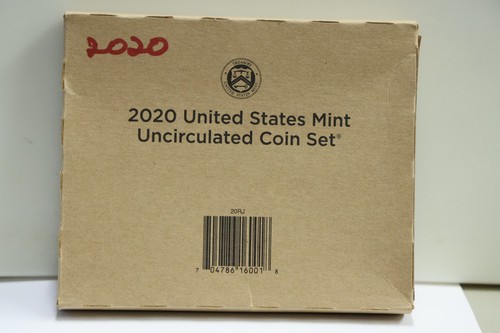 2020
2020 United States Mint
Uncirculated Coin Set®
20RJ
7 04786 16001 8